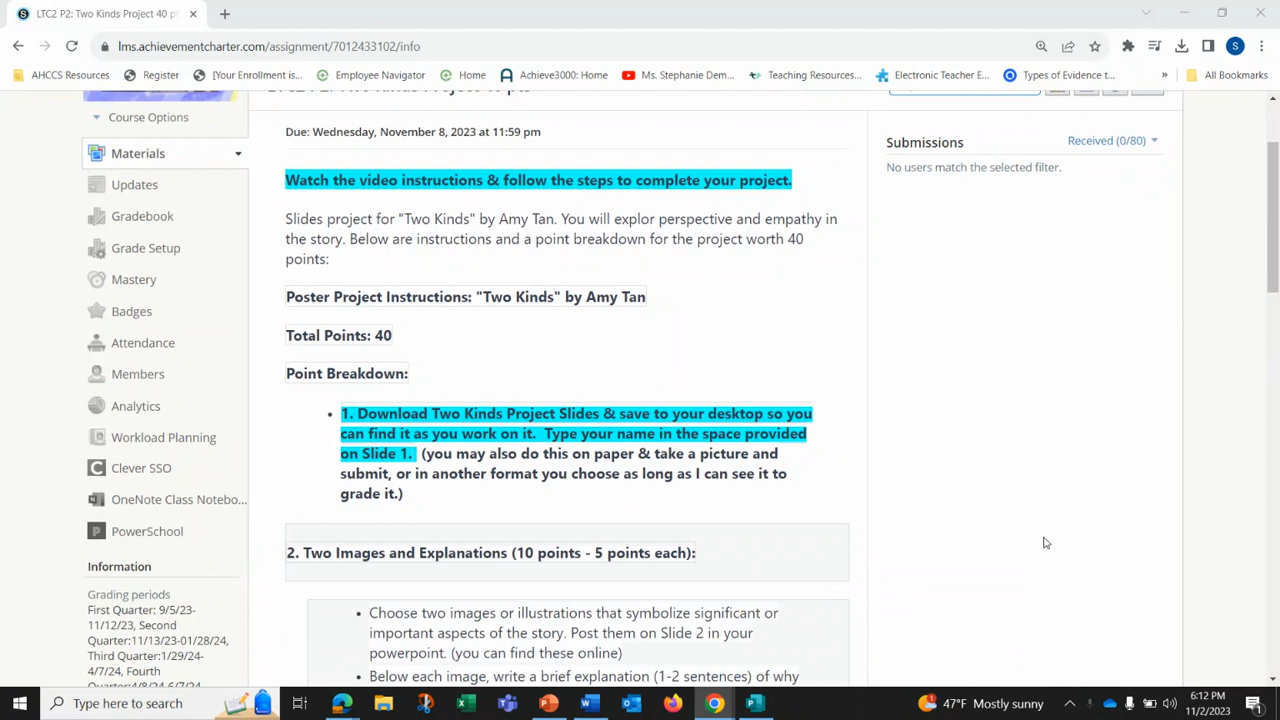 LTC2 P2: Two Kinds Project 40 pt
lms.achievementcharter.com/assignment/7012433102/info
AHCCS Resources
Register
[Your Enrollment is...
Employee Navigator
Home
Achieve3000: Home
Ms. Stephanie Dem...
Teaching Resources...
Electronic Teacher E...
Types of Evidence t...
»
All Bookmarks
Course Options
Due: Wednesday, November 8, 2023 at 11:59 pm
Materials
Updates
Gradebook
Grade Setup
Mastery
Badges
Attendance
Members
Analytics
Workload Planning
Clever SSO
OneNote Class Notebo...
PowerSchool
Information
Grading periods
First Quarter: 9/5/23-
11/12/23, Second
Quarter:11/13/23-01/28/24,
Third Quarter:1/29/24-
4/7/24, Fourth
Quarter:4/8/24-6/7/24
Watch the video instructions & follow the steps to complete your project.
Slides project for "Two Kinds" by Amy Tan. You will explor perspective and empathy in
the story. Below are instructions and a point breakdown for the project worth 40
points:
Poster Project Instructions: "Two Kinds" by Amy Tan
Total Points: 40
Point Breakdown:
• 1. Download Two Kinds Project Slides & save to your desktop so you
can find it as you work on it. Type your name in the space provided
on Slide 1. (you may also do this on paper & take a picture and
submit, or in another format you choose as long as I can see it to
grade it.)
2. Two Images and Explanations (10 points - 5 points each):
• Choose two images or illustrations that symbolize significant or
important aspects of the story. Post them on Slide 2 in your
powerpoint. (you can find these online)
• Below each image, write a brief explanation (1-2 sentences) of why
Submissions
Received (0/80)
No users match the selected filter.
Type here to search
47°F Mostly sunny
6:12 PM
11/2/2023